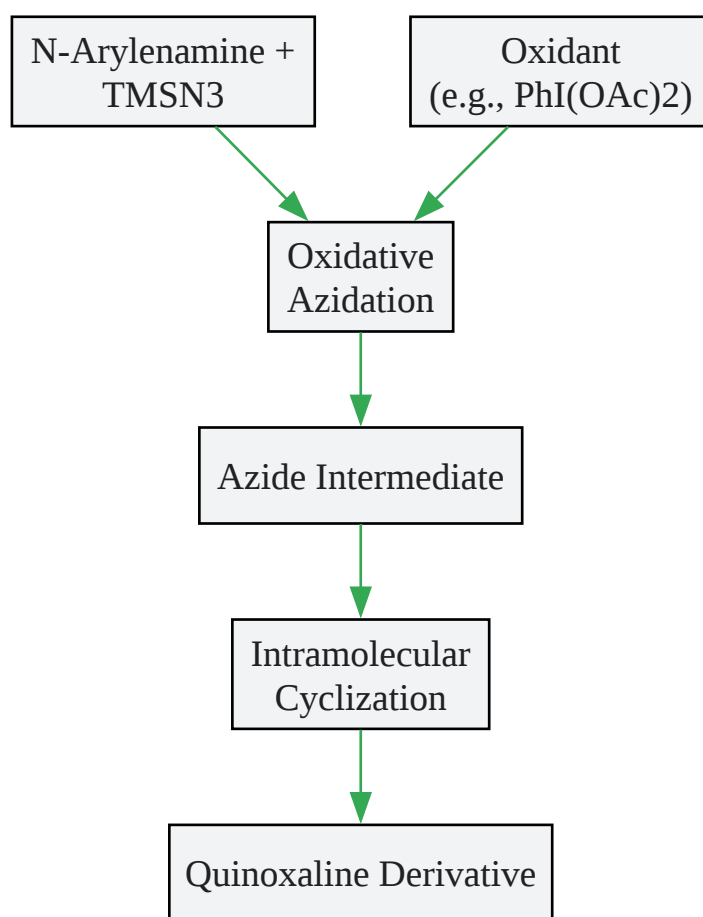 N-Arylenamine +
TMSN3
Oxidant
(e.g., PhI(OAc)2)
Oxidative
Azidation
Azide Intermediate
Intramolecular
Cyclization
Quinoxaline Derivative